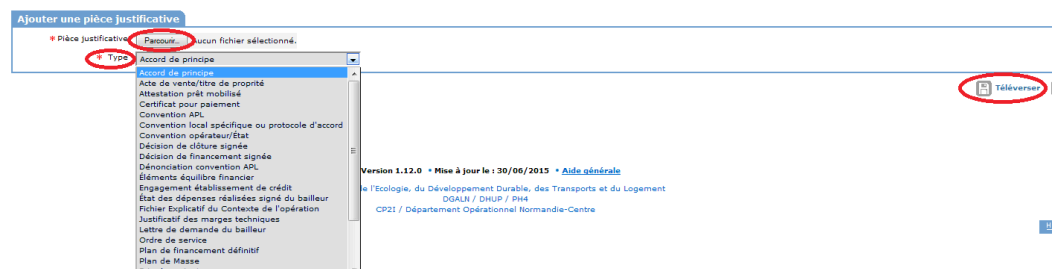 Ajouter une pièce justificative
* Pièce justificative Parcourir... Aucun fichier sélectionné.
* Type Accord de principe
Accord de principe
Acte de vente/titre de proprité
Attestation prêt mobilisé
Téléverser
Certificat pour paiement
Convention APL
Convention local spécifique ou protocole d'accord
Convention opérateur/État
Décision de clôture signée
Décision de financement signée
Dénonciation convention APL
Version 1.12.0 • Mise à jour le : 30/06/2015 • Aide générale
Éléments équilibre financier
Engagement établissement de crédit
e l'Ecologie, du Développement Durable, des Transports et du Logement
État des dépenses réalisées signé du bailleur
DGALN / DHUP / PH4
Fichier Explicatif du Contexte de l'opération
CP2I / Département Opérationnel Normandie-Centre
Justificatif des marges techniques
Lettre de demande du bailleur
Ordre de service
Plan de financement définitif
Plan de Masse